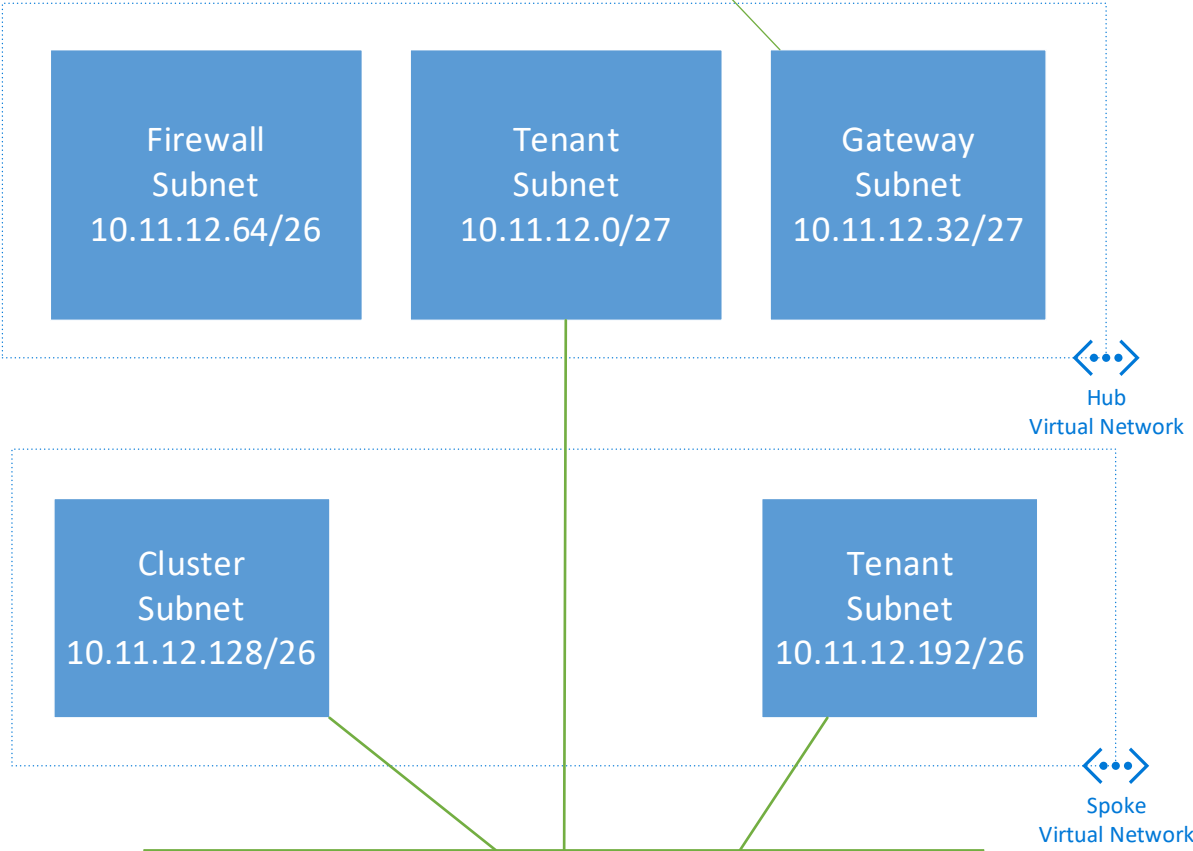 Firewall
Subnet
10.11.12.64/26
Tenant
Subnet
10.11.12.0/27
Gateway
Subnet
10.11.12.32/27
Hub
Virtual Network
Cluster
Subnet
10.11.12.128/26
Tenant
Subnet
10.11.12.192/26
Spoke
Virtual Network